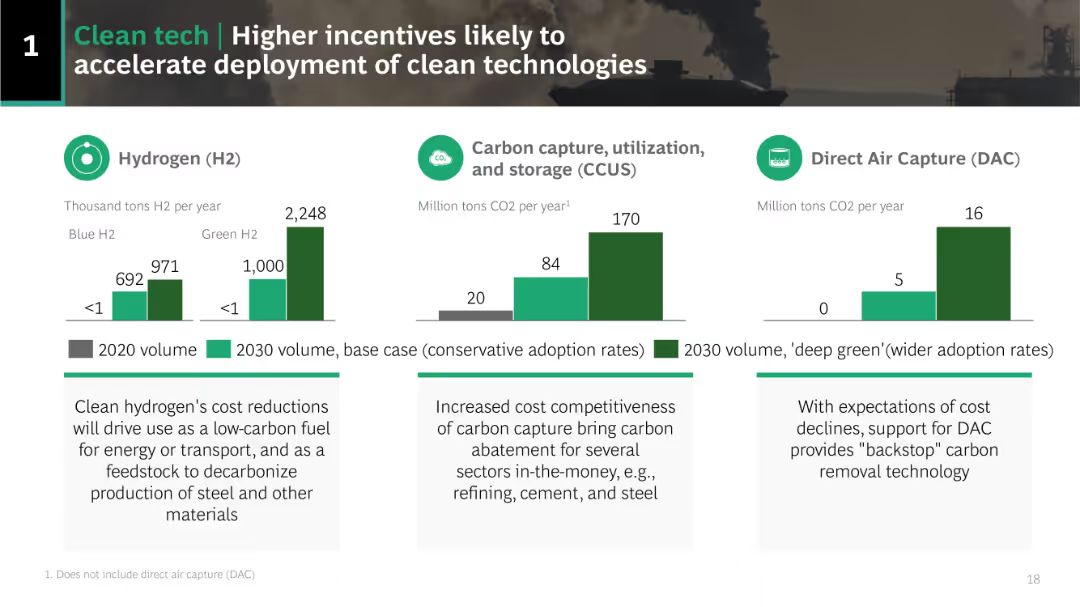 1
Clean tech | Higher incentives likely to
accelerate deployment of clean technologies
Hydrogen (H2)
Thousand tons H2 per year
Blue H2
Green H2
<1
692
971
<1
1,000
2,248
Carbon capture, utilization,
and storage (CCUS)
CO₂
Million tons CO2 per year¹
20
84
170
Direct Air Capture (DAC)
Million tons CO2 per year
0
5
16
2020 volume
2030 volume, base case (conservative adoption rates)
2030 volume, 'deep green'(wider adoption rates)
Clean hydrogen's cost reductions
will drive use as a low-carbon fuel
for energy or transport, and as a
feedstock to decarbonize
production of steel and other
materials
Increased cost competitiveness
of carbon capture bring carbon
abatement for several
sectors in-the-money, e.g.,
refining, cement, and steel
With expectations of cost
declines, support for DAC
provides "backstop" carbon
removal technology
1. Does not include direct air capture (DAC)
18